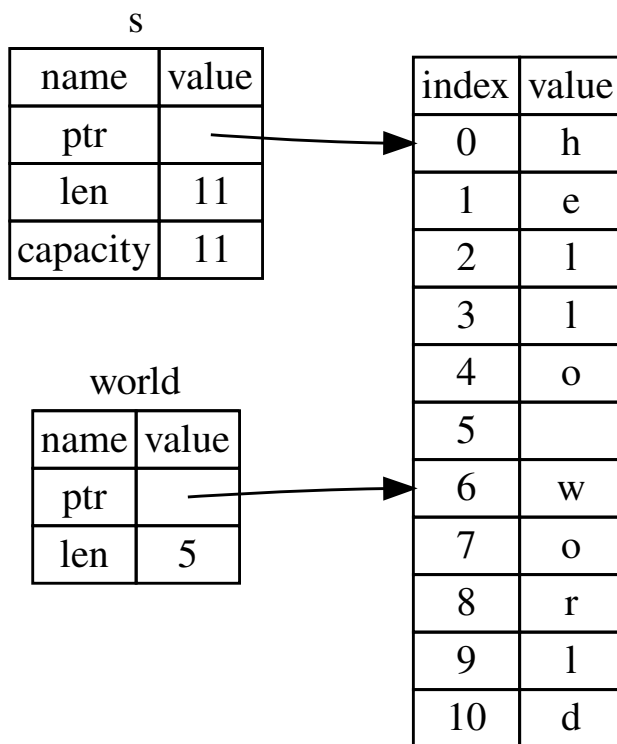 s
name value
ptr
len 11
capacity 11
world
name value
ptr
len 5
index value
0 h
1 e
2 l
3 l
4 o
5
6 w
7 o
8 r
9 l
10 d